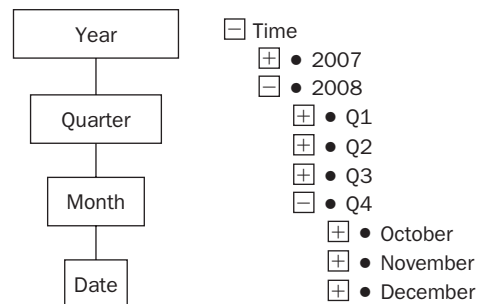 Year
Quarter
Month
Date
Time
2007
2008
Q1
Q2
Q3
Q4
October
November
December